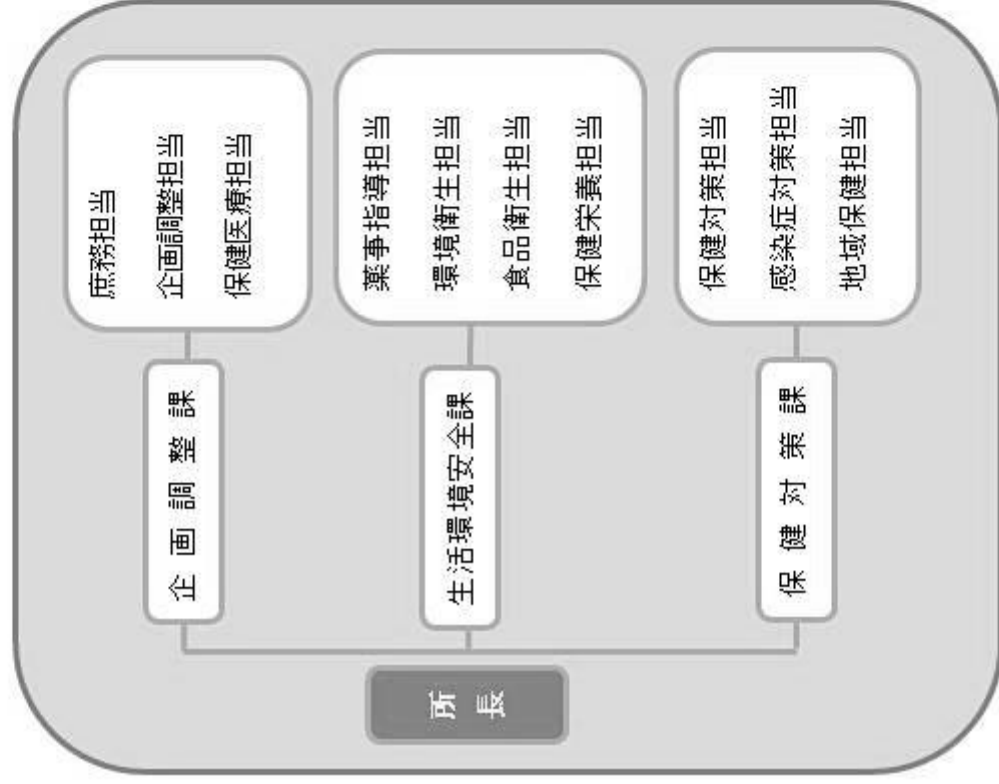 所長
企画調整課
庶務担当
企画調整担当
保健医療担当
生活環境安全課
薬事指導担当
環境衛生担当
食品衛生担当
保健栄養担当
保健対策課
保健対策担当
感染症対策担当
地域保健担当